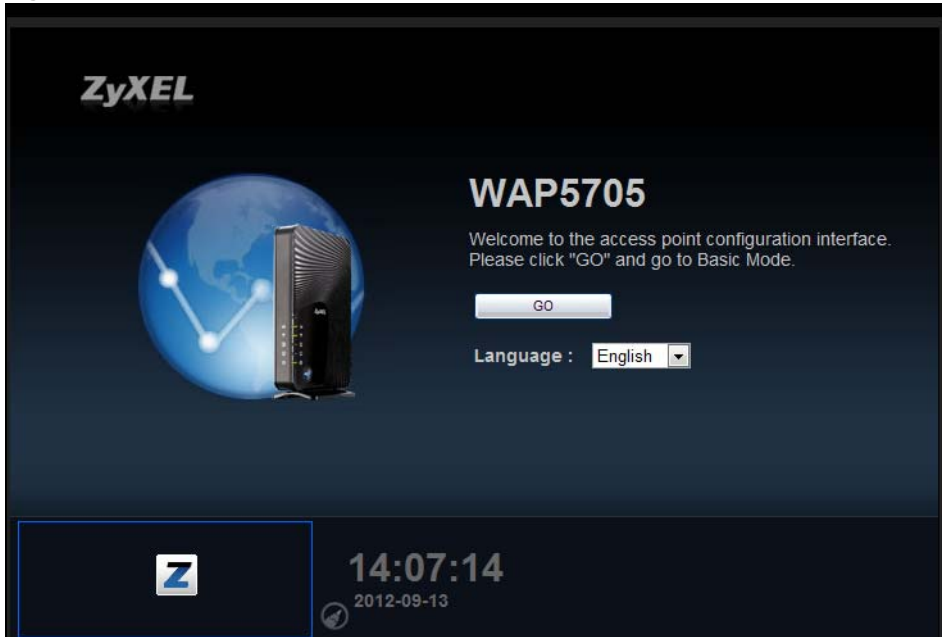 ZyXEL
WAP5705
Welcome to the access point configuration interface.
Please click "GO" and go to Basic Mode.
GO
Language :  English
Z
14:07:14
2012-09-13